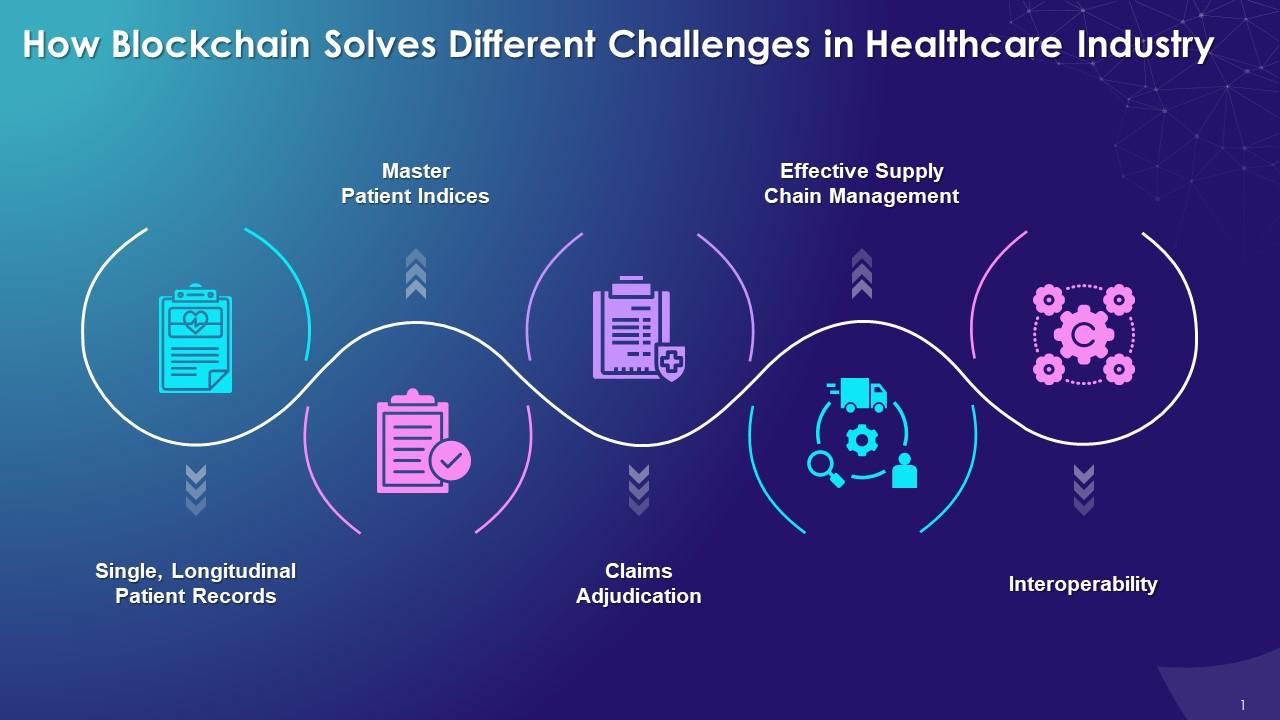 How Blockchain Solves Different Challenges in Healthcare Industry
Master
Patient Indices
Effective Supply
Chain Management
Single, Longitudinal
Patient Records
Claims
Adjudication
Interoperability
1